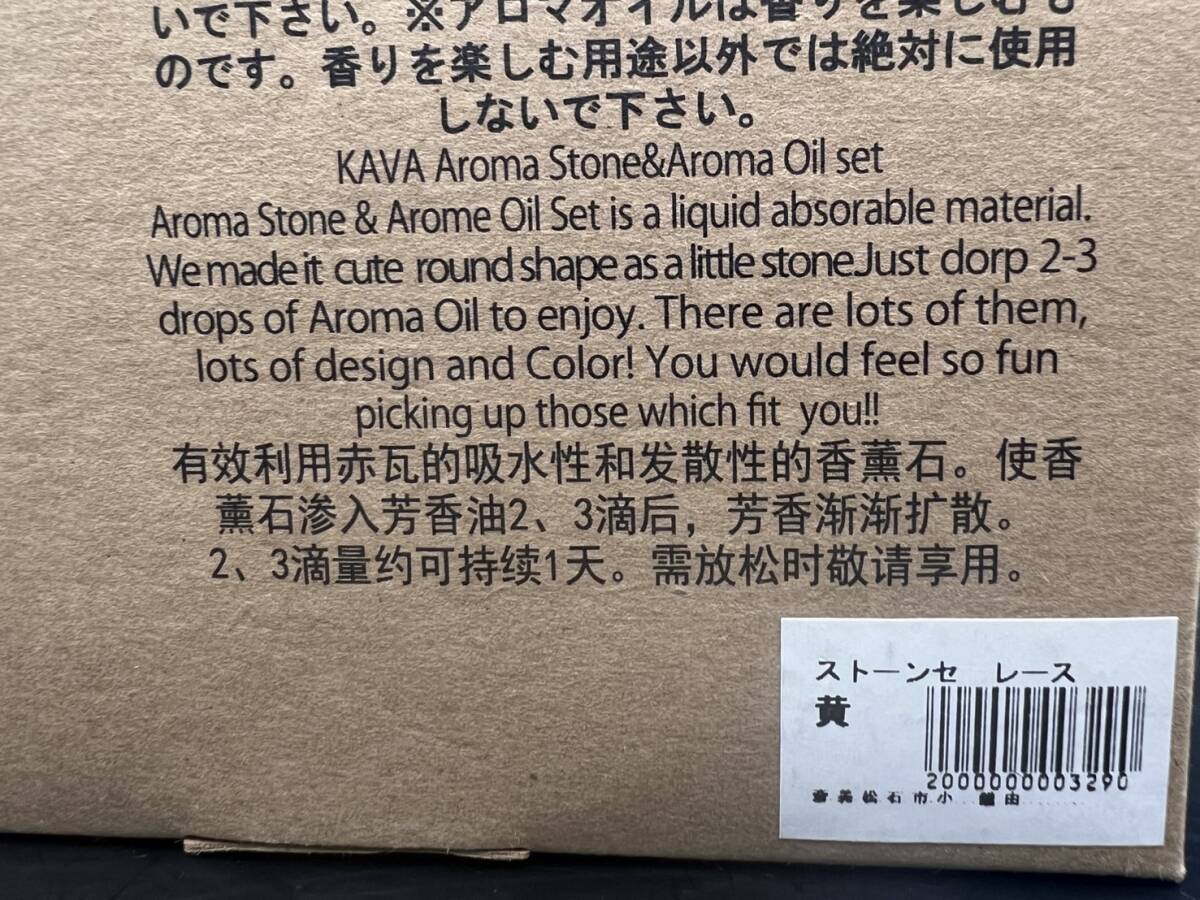 いで下さい。※アロマオイルは香りを楽しむも
のです。香りを楽しむ用途以外では絶対に使用
しないで下さい。
KAVA Aroma Stone&Aroma Oil set
Aroma Stone & Arome Oil Set is a liquid absorable material.
We made it cute round shape as a little stone.Just dorp 2-3
drops of Aroma Oil to enjoy. There are lots of them,
lots of design and Color! You would feel so fun
picking up those which fit you!!
有效利用赤瓦的吸水性和发散性的香薰石。使香
薰石渗入芳香油2、3滴后，芳香渐渐扩散。
2、3滴量约可持续1天。需放松时敬请享用。
ストーンセ レース
黄
2000000003290